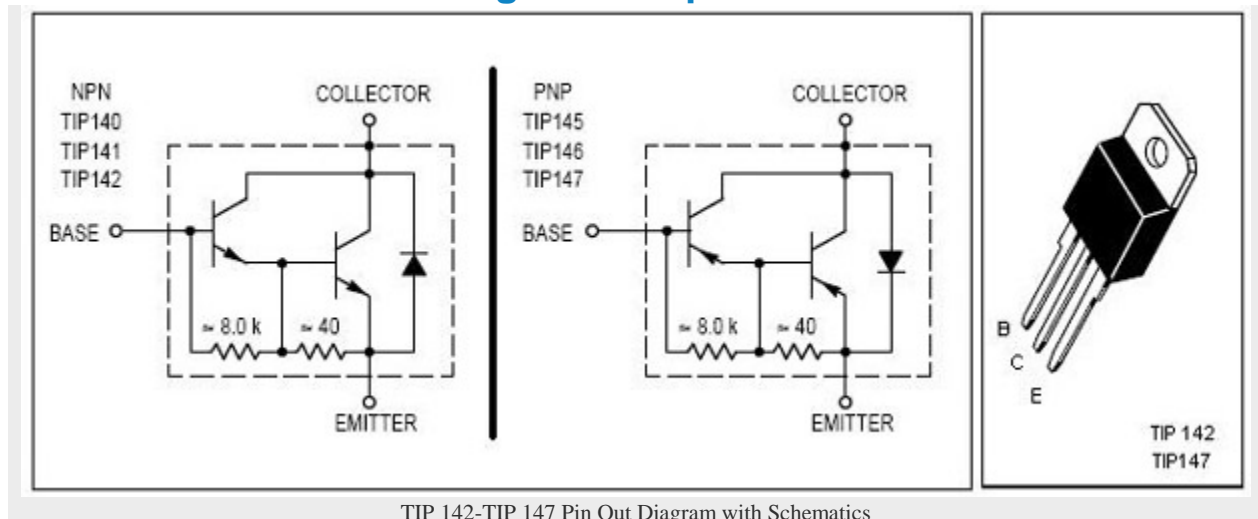 NPN
TIP140
TIP141
TIP142
COLLECTOR
BASE
≈ 8.0 k
≈ 40
EMITTER
PNP
TIP145
TIP146
TIP147
COLLECTOR
BASE
≈ 8.0 k
≈ 40
EMITTER
B
C
E
TIP 142
TIP147
TIP 142-TIP 147 Pin Out Diagram with Schematics